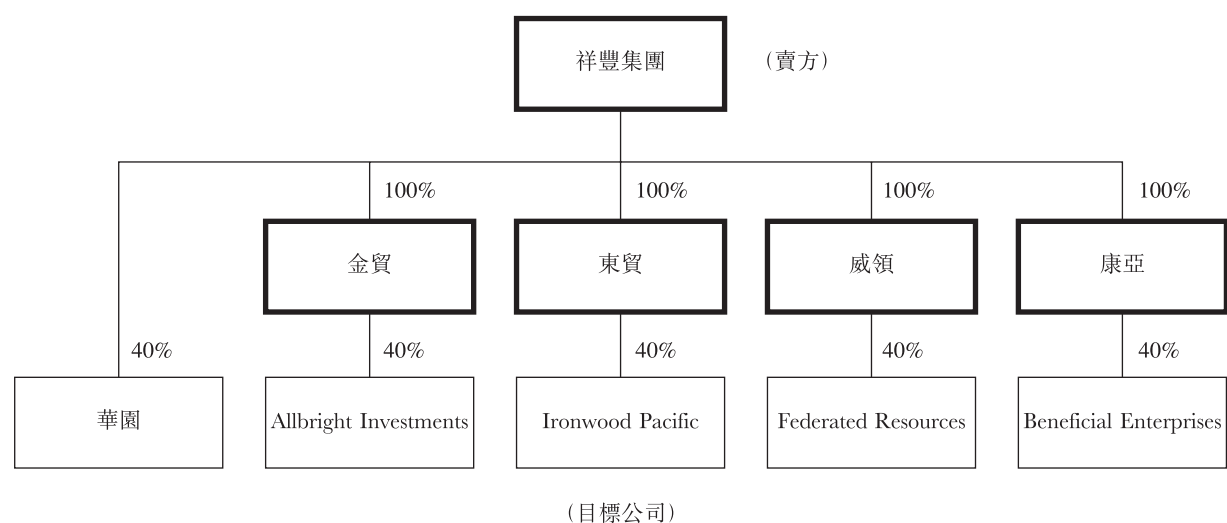 祥豐集團
(賣方)
100%
100%
100%
100%
金貿
東貿
威領
康亞
40%
40%
40%
40%
40%
華園
Allbright Investments
Ironwood Pacific
Federated Resources
Beneficial Enterprises
(目標公司)